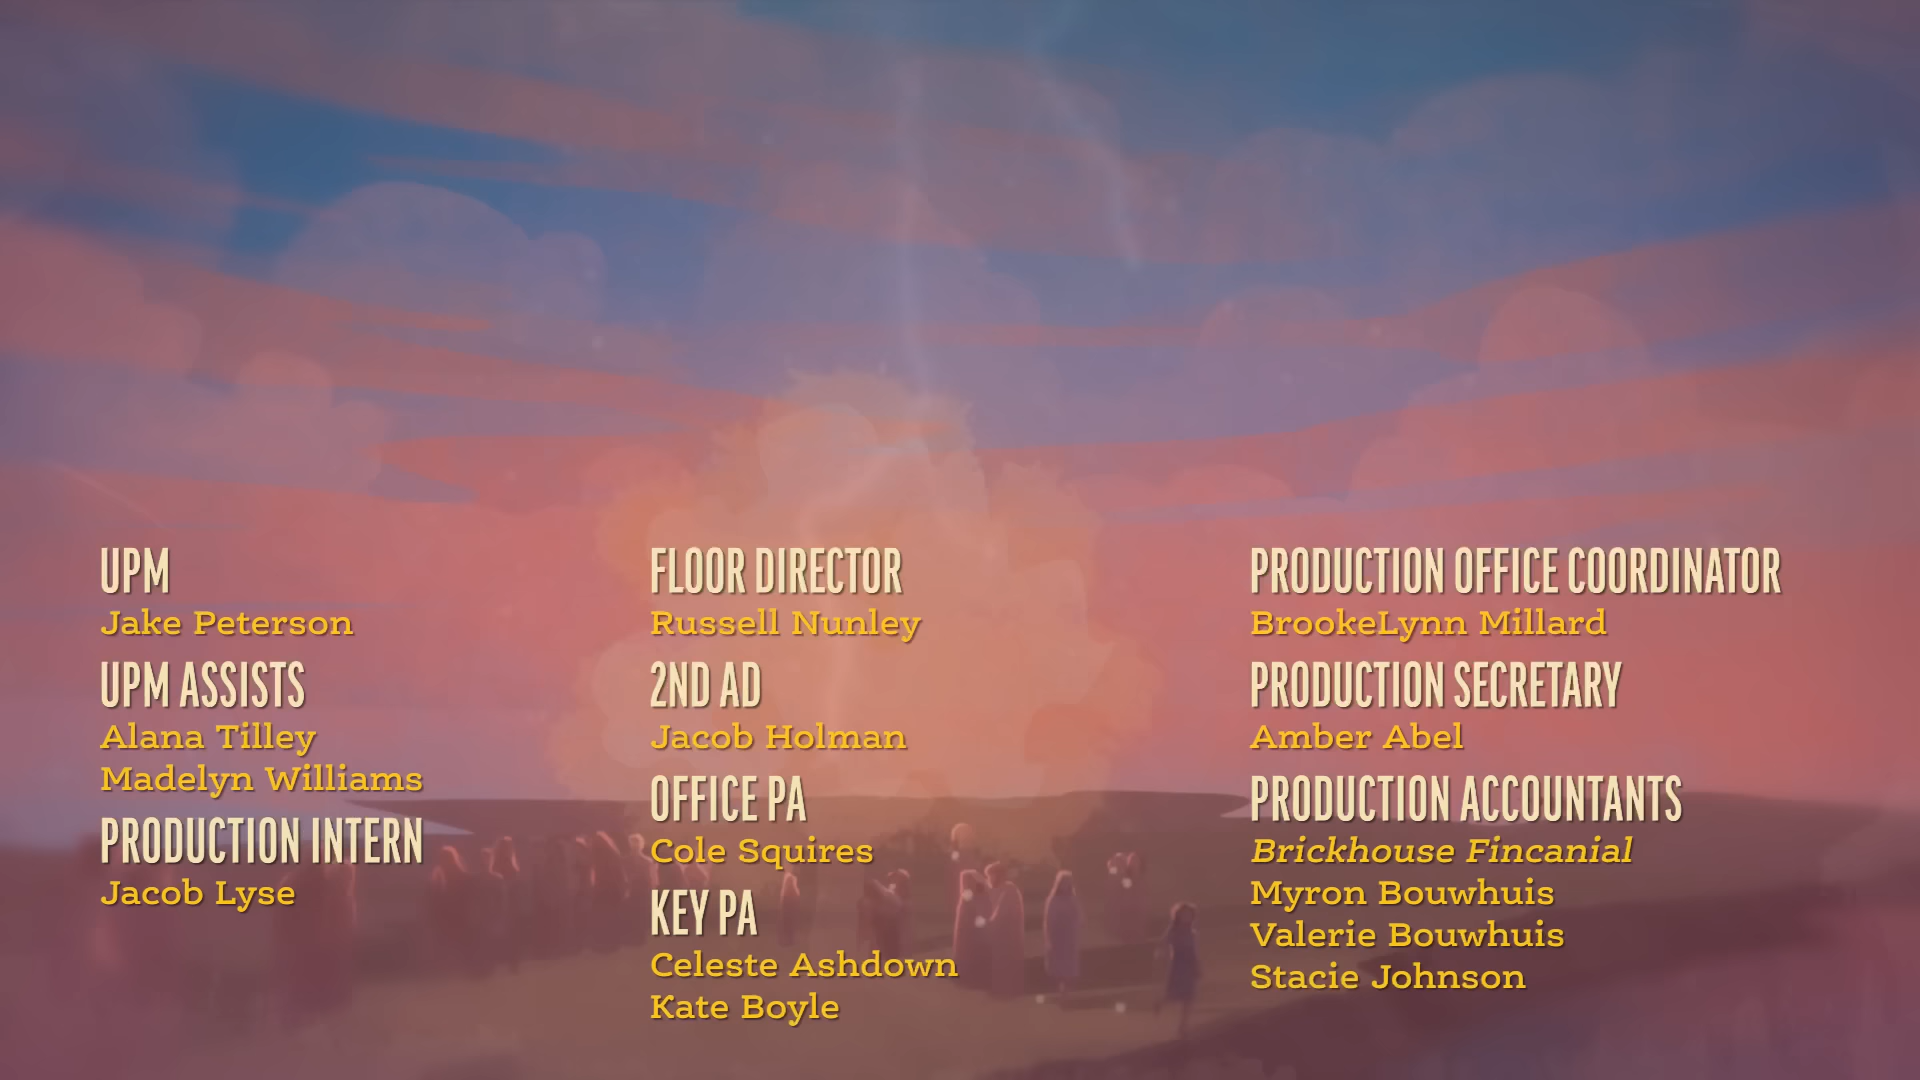 UPM
Jake Peterson
UPM ASSISTS
Alana Tilley
Madelyn Williams
PRODUCTION INTERN
Jacob Lyse
FLOOR DIRECTOR
Russell Nunley
2ND AD
Jacob Holman
OFFICE PA
Cole Squires
KEY PA
Celeste Ashdown
Kate Boyle
PRODUCTION OFFICE COORDINATOR
BrookeLynn Millard
PRODUCTION SECRETARY
Amber Abel
PRODUCTION ACCOUNTANTS
Brickhouse Fincanial
Myron Bouwhuis
Valerie Bouwhuis
Stacie Johnson